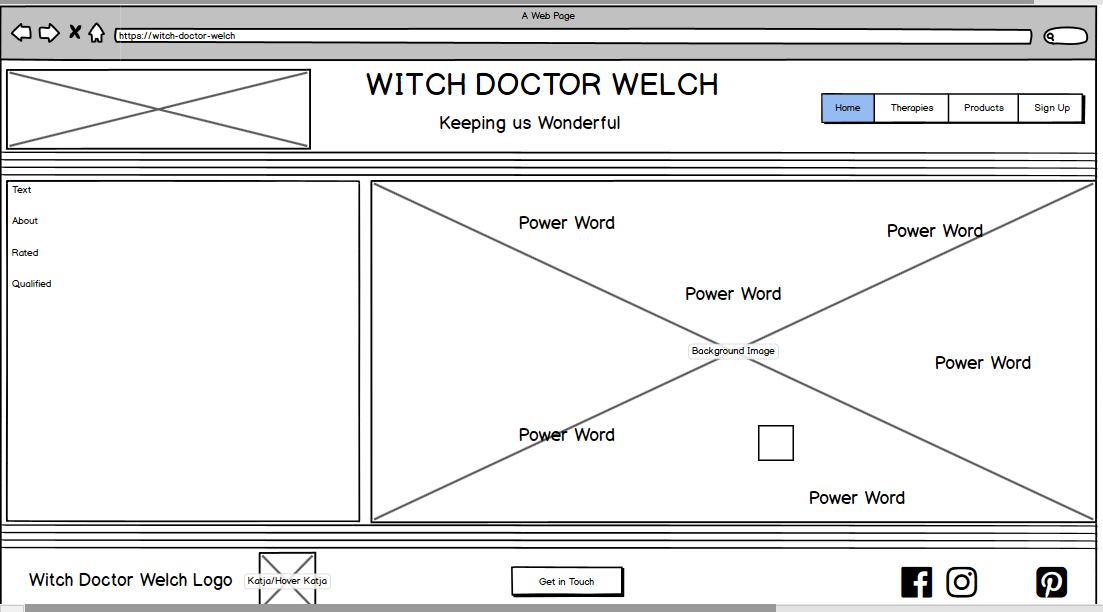 A Web Page
https://witch-doctor-welch
WITCH DOCTOR WELCH
Keeping us Wonderful
Home Therapies Products Sign Up
Text
About
Rated
Qualified
Power Word
Power Word
Power Word
Background Image
Power Word
Power Word
Power Word
Witch Doctor Welch Logo
Katja/Hover Katja
Get in Touch